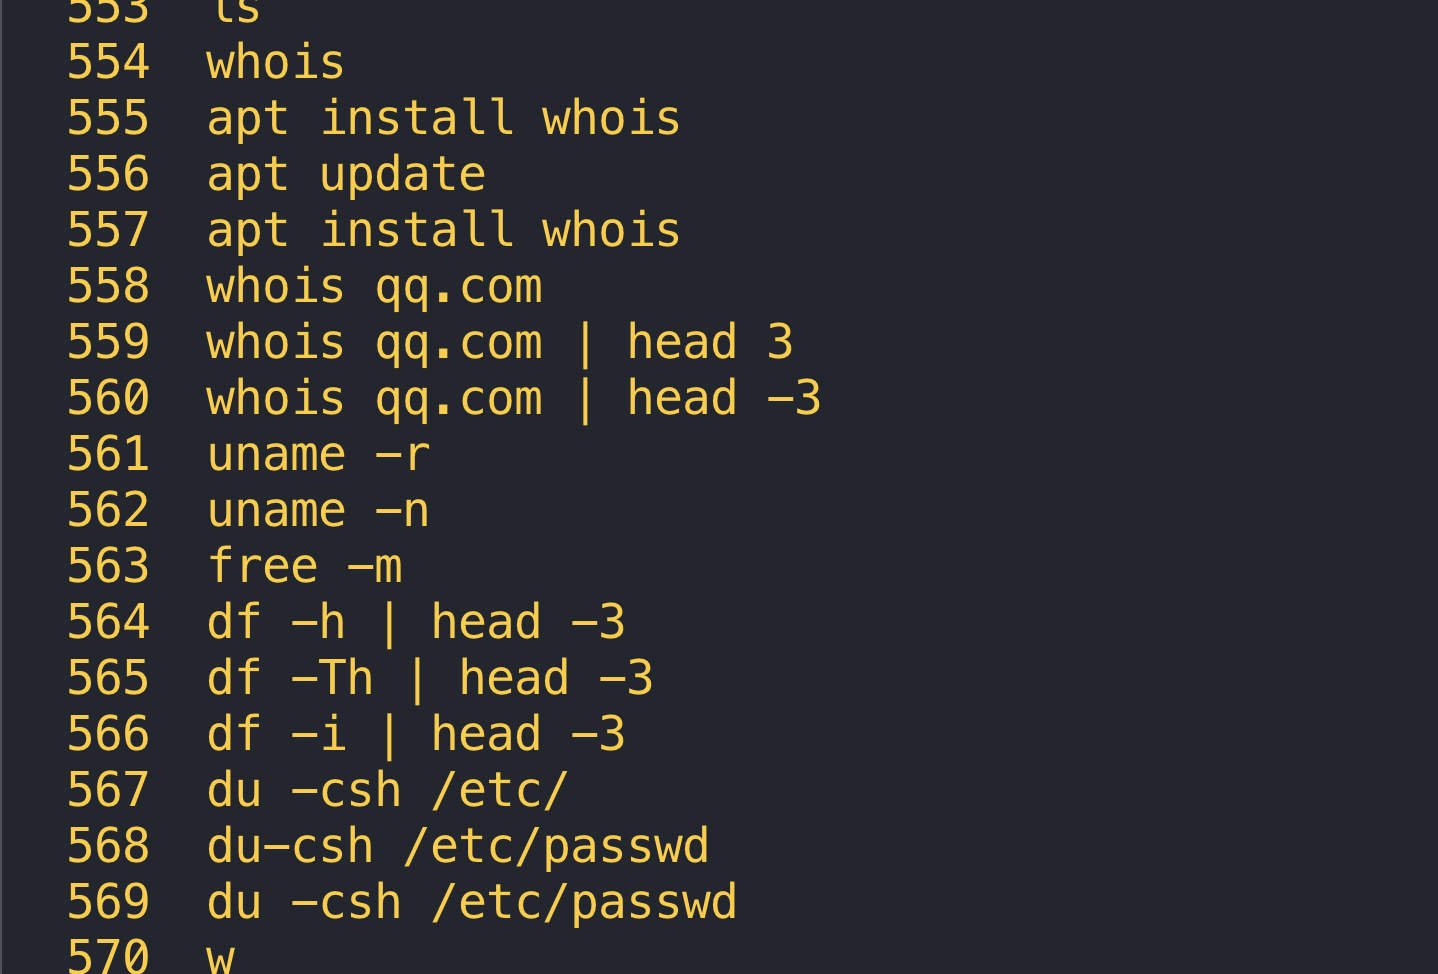 553 ls
554 whois
555 apt install whois
556 apt update
557 apt install whois
558 whois qq.com
559 whois qq.com | head 3
560 whois qq.com | head -3
561 uname -r
562 uname -n
563 free -m
564 df -h | head -3
565 df -Th | head -3
566 df -i | head -3
567 du -csh /etc/
568 du-csh /etc/passwd
569 du -csh /etc/passwd
570 w